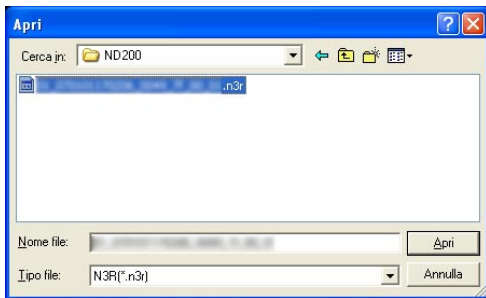 Apri
Cerca in: ND200
.n3r
Nome file: Apri
Tipo file: N3R(*.n3r) Annulla